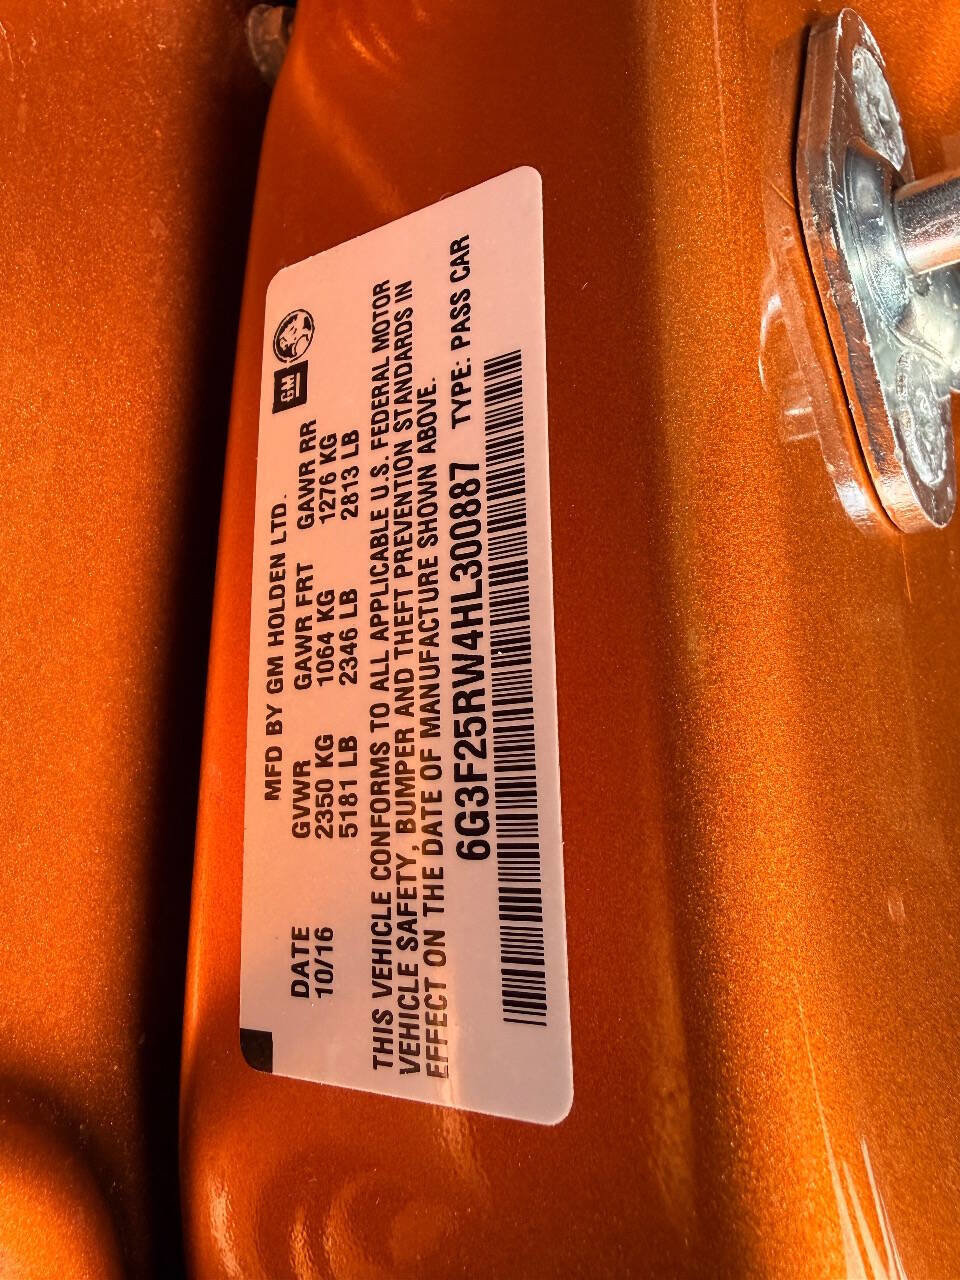 MFD BY GM HOLDEN LTD.
GM
DATE GVWR GAWR FRT GAWR RR
10/16 2350 KG 1064 KG 1276 KG
5181 LB 2346 LB 2813 LB
THIS VEHICLE CONFORMS TO ALL APPLICABLE U.S. FEDERAL MOTOR
VEHICLE SAFETY, BUMPER AND THEFT PREVENTION STANDARDS IN
EFFECT ON THE DATE OF MANUFACTURE SHOWN ABOVE.
6G3F25RW4HL300887 TYPE: PASS CAR